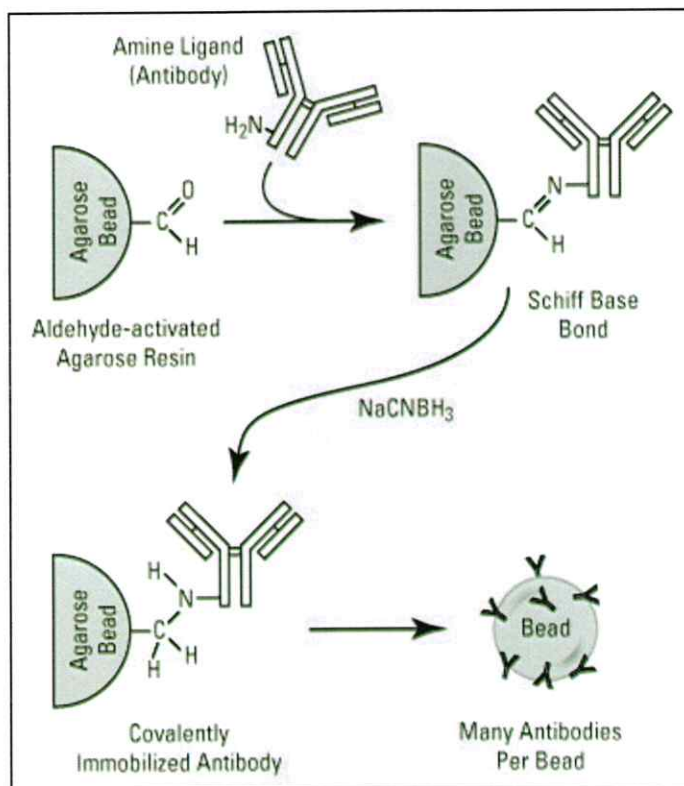 Amine Ligand
(Antibody)
H₂N
Agarose
Bead
O
C
H
Aldehyde-activated
Agarose Resin
Agarose
Bead
N
C
H
Schiff Base
Bond
NaCNBH₃
Agarose
Bead
H
N
C
H
H
Covalently
Immobilized Antibody
Bead
Many Antibodies
Per Bead